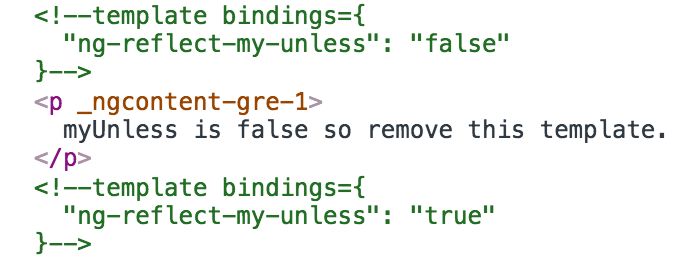 <!--template bindings={
  "ng-reflect-my-unless": "false"
}-->
<p _ngcontent-gre-1>
  myUnless is false so remove this template.
</p>
<!--template bindings={
  "ng-reflect-my-unless": "true"
}-->